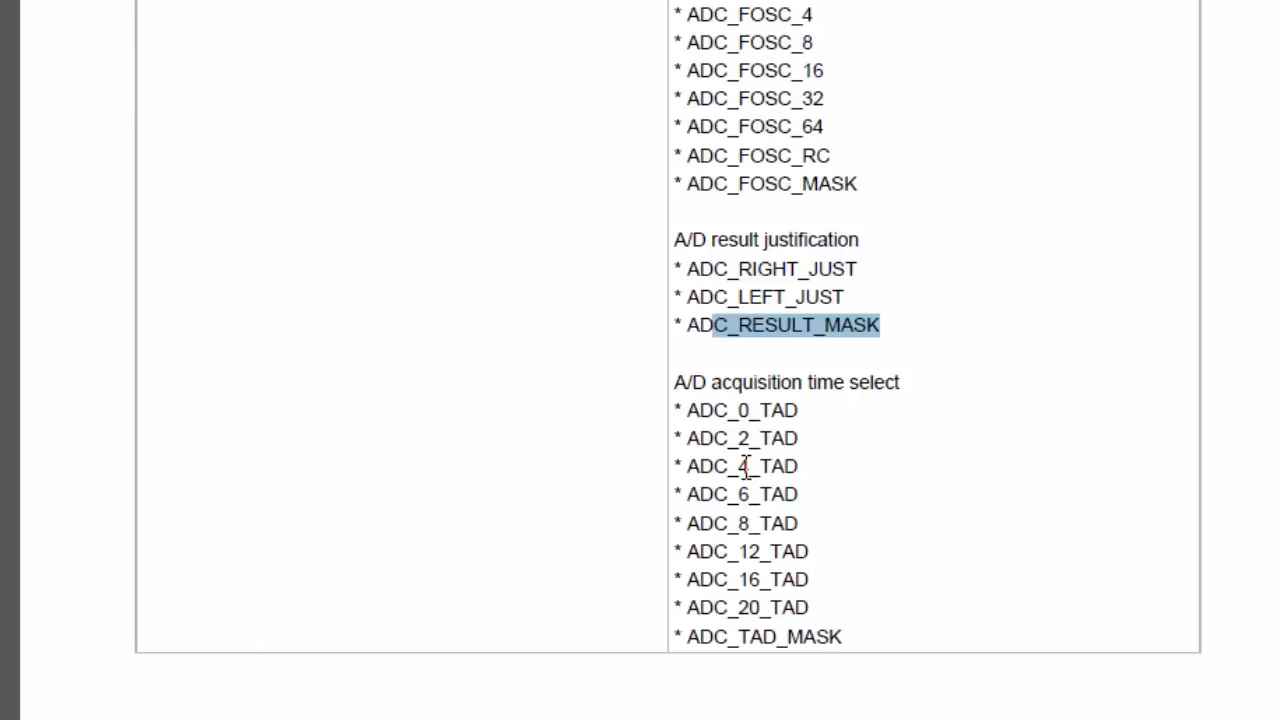 * ADC_FOSC_4
* ADC_FOSC_8
* ADC_FOSC_16
* ADC_FOSC_32
* ADC_FOSC_64
* ADC_FOSC_RC
* ADC_FOSC_MASK
A/D result justification
* ADC_RIGHT_JUST
* ADC_LEFT_JUST
* ADC_RESULT_MASK
A/D acquisition time select
* ADC_0_TAD
* ADC_2_TAD
* ADC_4_TAD
* ADC_6_TAD
* ADC_8_TAD
* ADC_12_TAD
* ADC_16_TAD
* ADC_20_TAD
* ADC_TAD_MASK